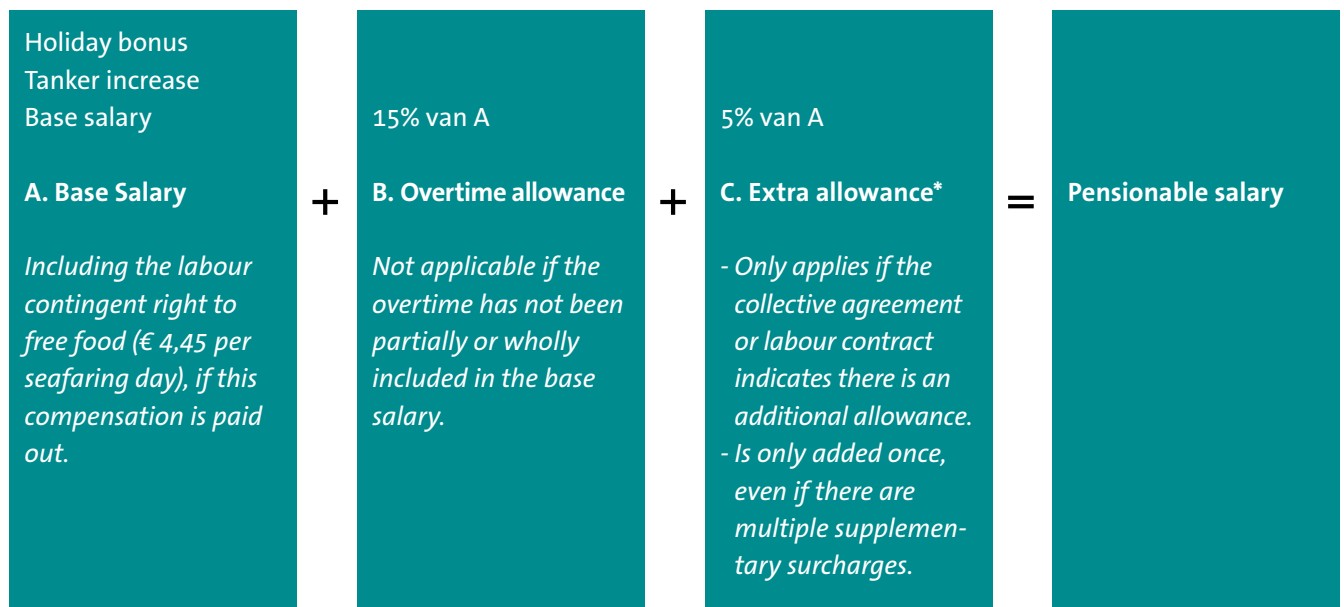 Holiday bonus
Tanker increase
Base salary
A. Base Salary
Including the labour
contingent right to
free food (€ 4,45 per
seafaring day), if this
compensation is paid
out.
+
15% van A
B. Overtime allowance
Not applicable if the
overtime has not been
partially or wholly
included in the base
salary.
+
5% van A
C. Extra allowance*
- Only applies if the
collective agreement
or labour contract
indicates there is an
additional allowance.
- Is only added once,
even if there are
multiple supplemen-
tary surcharges.
=
Pensionable salary